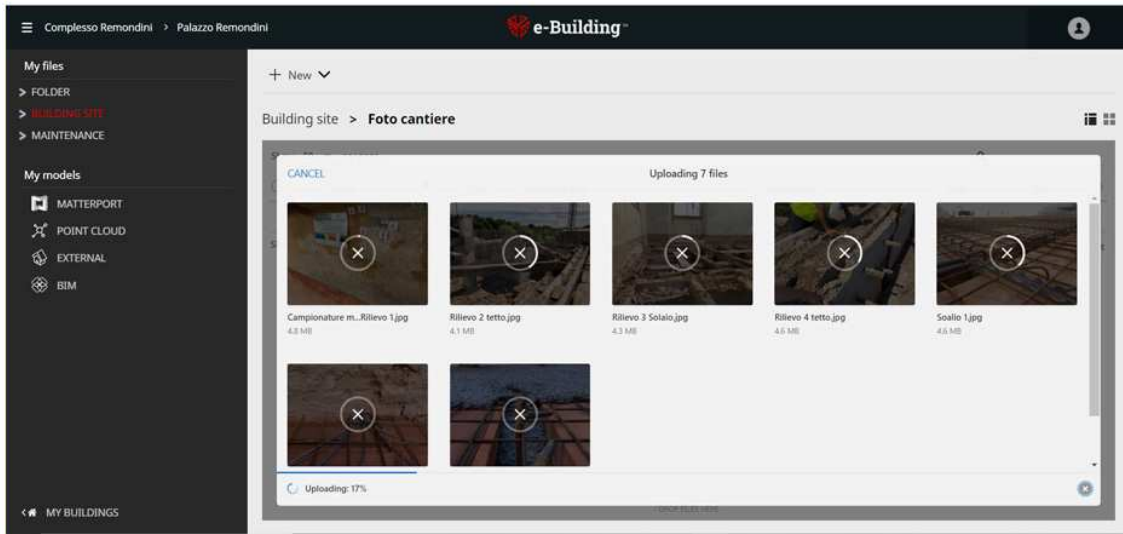 Complesso Remondini > Palazzo Remondini
e-Building
My files
> FOLDER
> BUILDING SITE
> MAINTENANCE
My models
MATTERPORT
POINT CLOUD
EXTERNAL
BIM
< MY BUILDINGS
+ New
Building site > Foto cantiere
CANCEL
Uploading 7 files
Campionature m...Rilievo 1.jpg
4.8 MB
Rilievo 2 tetto.jpg
4.1 MB
Rilievo 3 Solaio.jpg
4.3 MB
Rilievo 4 tetto.jpg
4.6 MB
Soalio 1.jpg
4.6 MB
Uploading: 17%